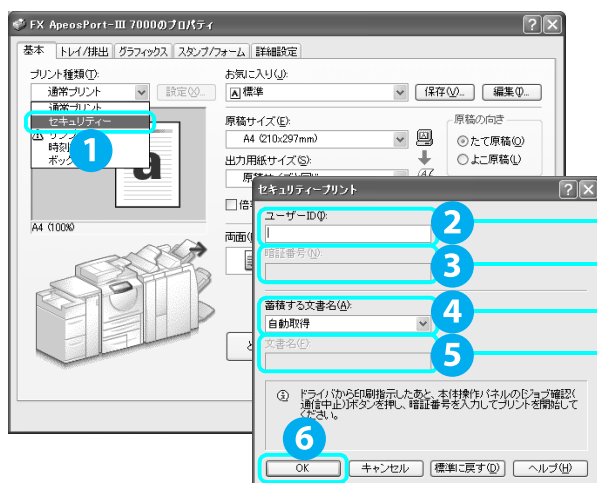 FX ApeosPort-III 7000のプロパティ
基本 トレイ/排出 グラフィックス スタンプ/フォーム 詳細設定
プリント種類(T):
通常プリント
設定(V)...
通常プリント
セキュリティー
サンプ
時刻
ボック
1
a
A4 (100%)
お気に入り(J):
A 標準
保存(V)...
編集(I)...
原稿サイズ(E):
A4 (210x297mm)
出力用紙サイズ(S):
原稿の向き
たて原稿(O)
よこ原稿(L)
両面(
セキュリティープリント
ユーザーID(I):
2
暗証番号(N):
3
蓄積する文書名(A):
自動取得
4
文書名(F):
5
ドライバから印刷指示したあと、本体操作パネルの[ジョブ確認(
通信中止)]ボタンを押し、暗証番号を入力してプリントを開始して
ください。
6
OK
キャンセル
標準に戻す(D)
ヘルプ(H)